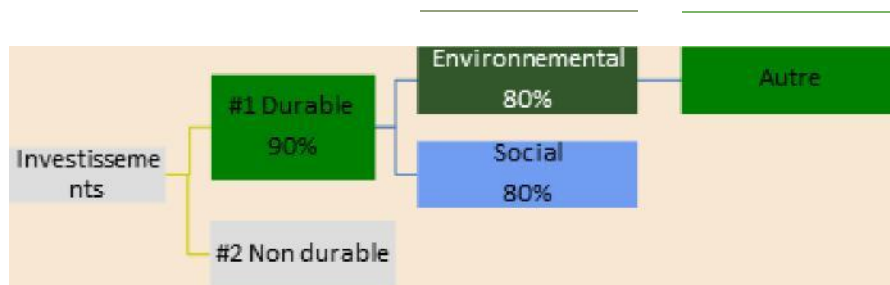 Environnemental
80%
Autre
#1 Durable
90%
Social
80%
Investisseme
nts
#2 Non durable